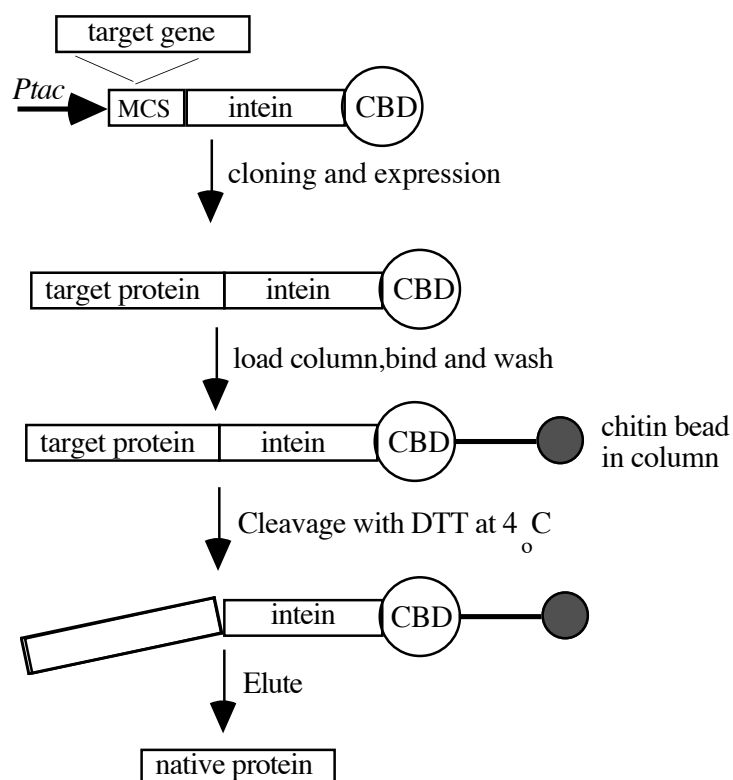 target gene
Ptac
MCS
intein
CBD
cloning and expression
target protein
intein
CBD
load column,bind and wash
target protein
intein
CBD
chitin bead
in column
Cleavage with DTT at 4 o C
intein
CBD
Elute
native protein